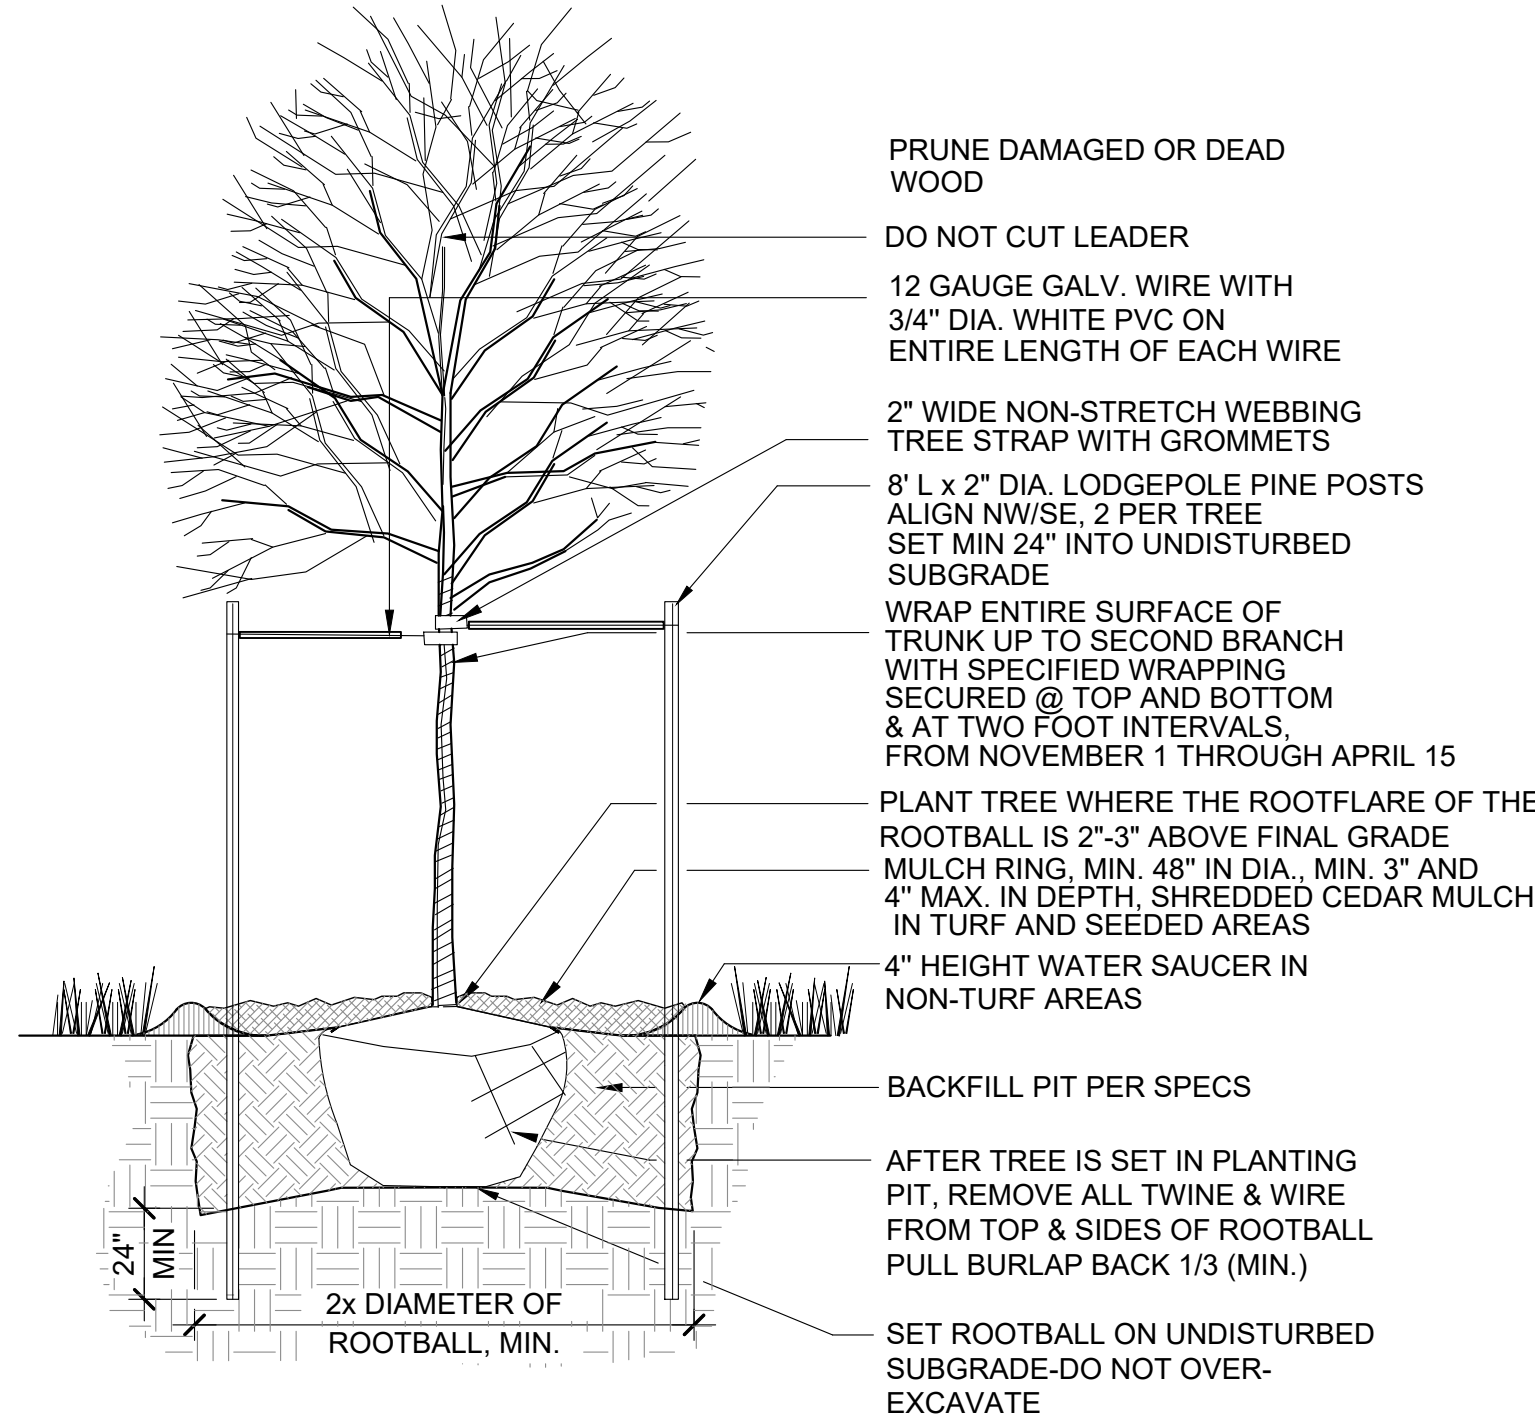 PRUNE DAMAGED OR DEAD
WOOD
DO NOT CUT LEADER
12 GAUGE GALV. WIRE WITH
3/4" DIA. WHITE PVC ON
ENTIRE LENGTH OF EACH WIRE
2" WIDE NON-STRETCH WEBBING
TREE STRAP WITH GROMMETS
8' L x 2" DIA. LODGEPOLE PINE POSTS
ALIGN NW/SE, 2 PER TREE
SET MIN 24" INTO UNDISTURBED
SUBGRADE
WRAP ENTIRE SURFACE OF
TRUNK UP TO SECOND BRANCH
WITH SPECIFIED WRAPPING
SECURED @ TOP AND BOTTOM
& AT TWO FOOT INTERVALS,
FROM NOVEMBER 1 THROUGH APRIL 15
PLANT TREE WHERE THE ROOTFLARE OF THE
ROOTBALL IS 2"-3" ABOVE FINAL GRADE
MULCH RING, MIN. 48" IN DIA., MIN. 3" AND
4" MAX. IN DEPTH, SHREDDED CEDAR MULCH
IN TURF AND SEEDED AREAS
4" HEIGHT WATER SAUCER IN
NON-TURF AREAS
BACKFILL PIT PER SPECS
AFTER TREE IS SET IN PLANTING
PIT, REMOVE ALL TWINE & WIRE
FROM TOP & SIDES OF ROOTBALL
PULL BURLAP BACK 1/3 (MIN.)
SET ROOTBALL ON UNDISTURBED
SUBGRADE-DO NOT OVER-
EXCAVATE
24"
MIN
2x DIAMETER OF
ROOTBALL, MIN.